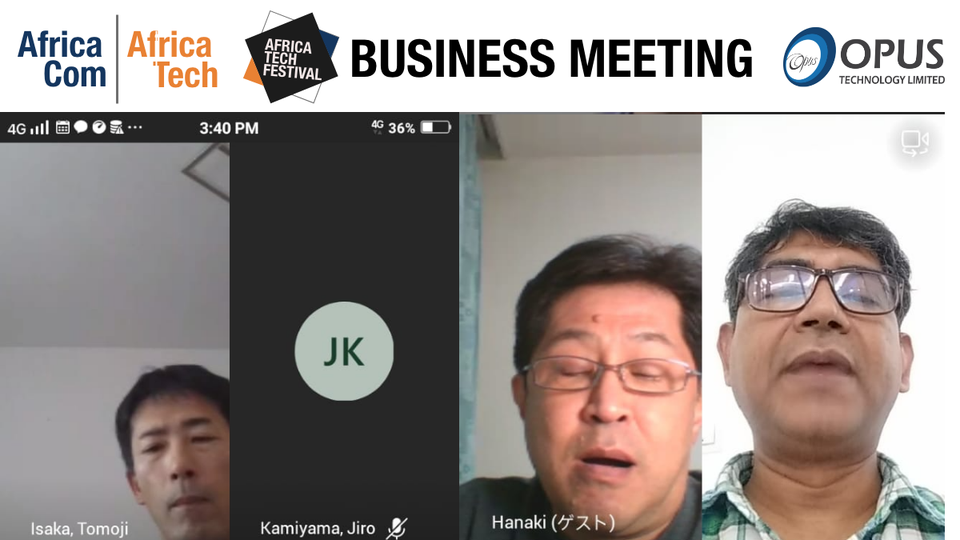 Africa
Com
Africa
Tech
AFRICA
TECH
FESTIVAL
BUSINESS MEETING
Opus
OPUS
TECHNOLOGY LIMITED
4G
3:40 PM
4G
36%
JK
Isaka, Tomoji
Kamiyama, Jiro
Hanaki (ゲスト)